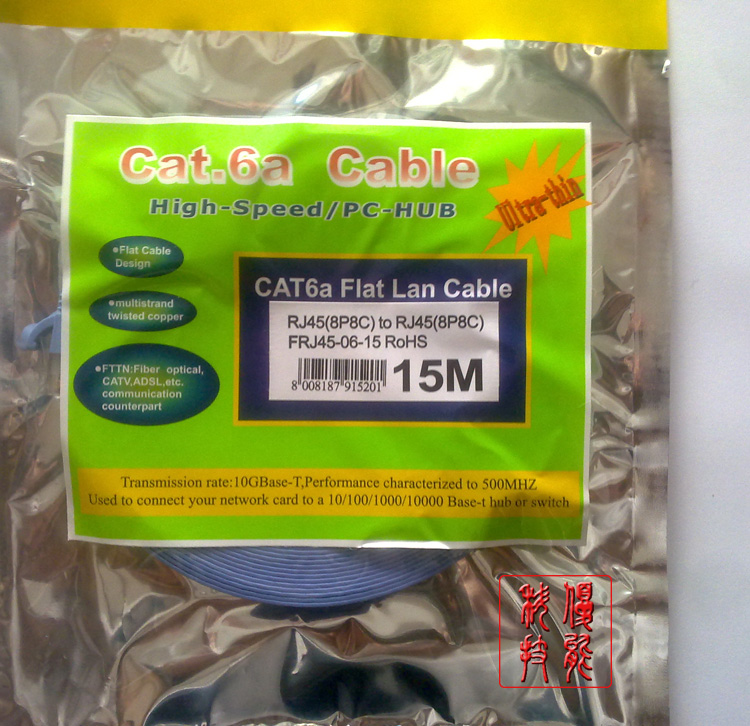 Cat.6a Cable
High-Speed/PC-HUB
Ultra-thin
●Flat Cable
Design
●multistrand
twisted copper
●FTTN:Fiber optical,
CATV,ADSL,etc.
communication
counterpart
CAT6a Flat Lan Cable
RJ45(8P8C) to RJ45(8P8C)
FRJ45-06-15 RoHS
8 008187 915201
15M
Transmission rate:10GBase-T,Performance characterized to 500MHZ
Used to connect your network card to a 10/100/1000/10000 Base-t hub or switch